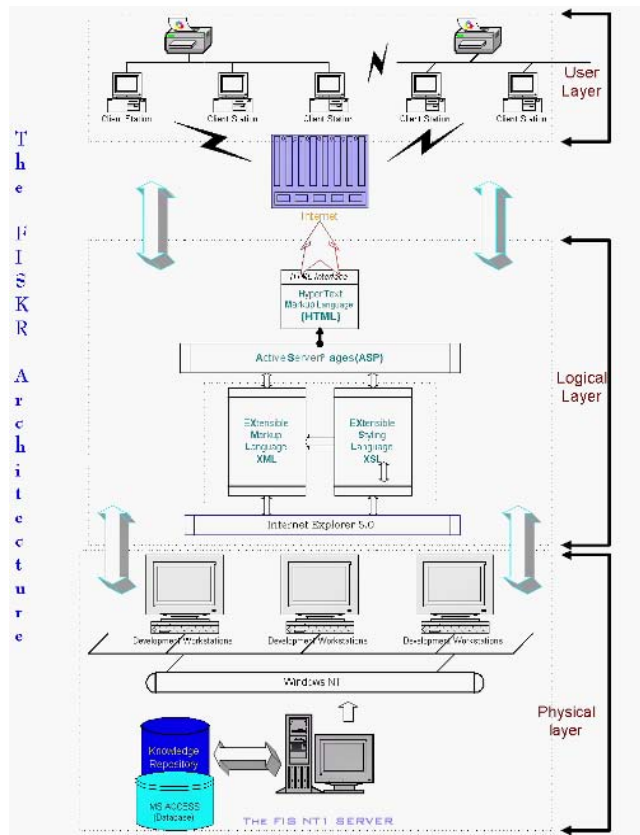 The FISKR Architecture
User
Layer
Client Station
Client Station
Client Station
Client Station
Client Station
Internet
HTML Interface
HyperText
Markup Language
(HTML)
ActiveServerPages(ASP)
EXtensible
Markup
Language
XML
EXtensible
Styling
Language
XSL
Internet Explorer 5.0
Logical
Layer
Development Workstations
Development Workstations
Development Workstations
Windows NT
Physical
layer
Knowledge
Repository
MS ACCESS
(Database)
THE FIS NT1 SERVER